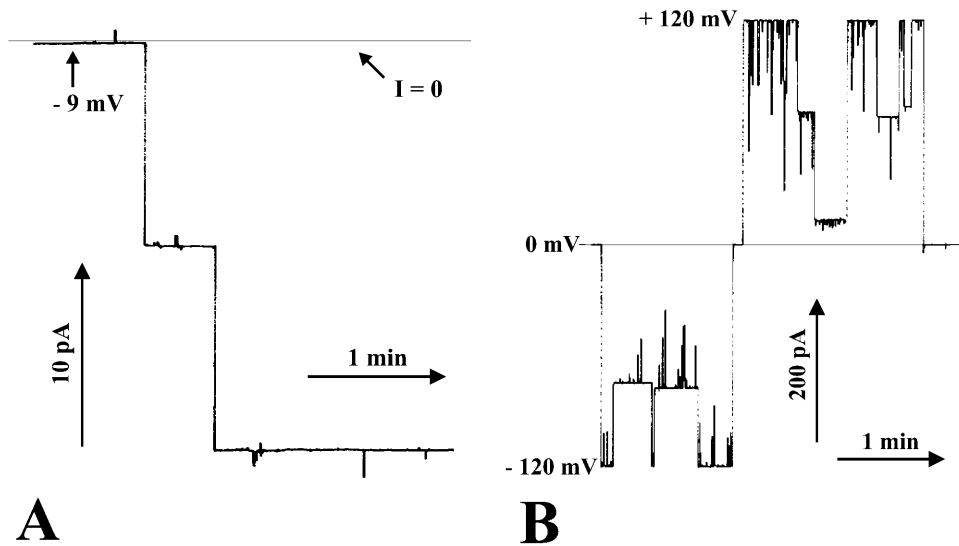 - 9 mV
I = 0
10 pA
1 min
A
+ 120 mV
0 mV
- 120 mV
200 pA
1 min
B